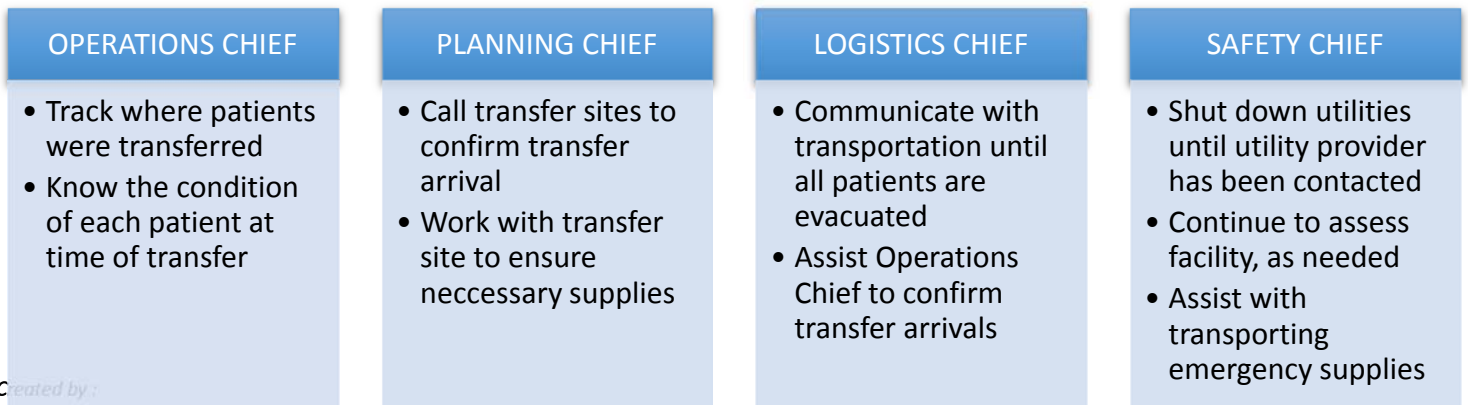 OPERATIONS CHIEF
• Track where patients
were transferred
• Know the condition
of each patient at
time of transfer
PLANNING CHIEF
• Call transfer sites to
confirm transfer
arrival
• Work with transfer
site to ensure
neccessary supplies
LOGISTICS CHIEF
• Communicate with
transportation until
all patients are
evacuated
• Assist Operations
Chief to confirm
transfer arrivals
SAFETY CHIEF
• Shut down utilities
until utility provider
has been contacted
• Continue to assess
facility, as needed
• Assist with
transporting
emergency supplies
Created by :